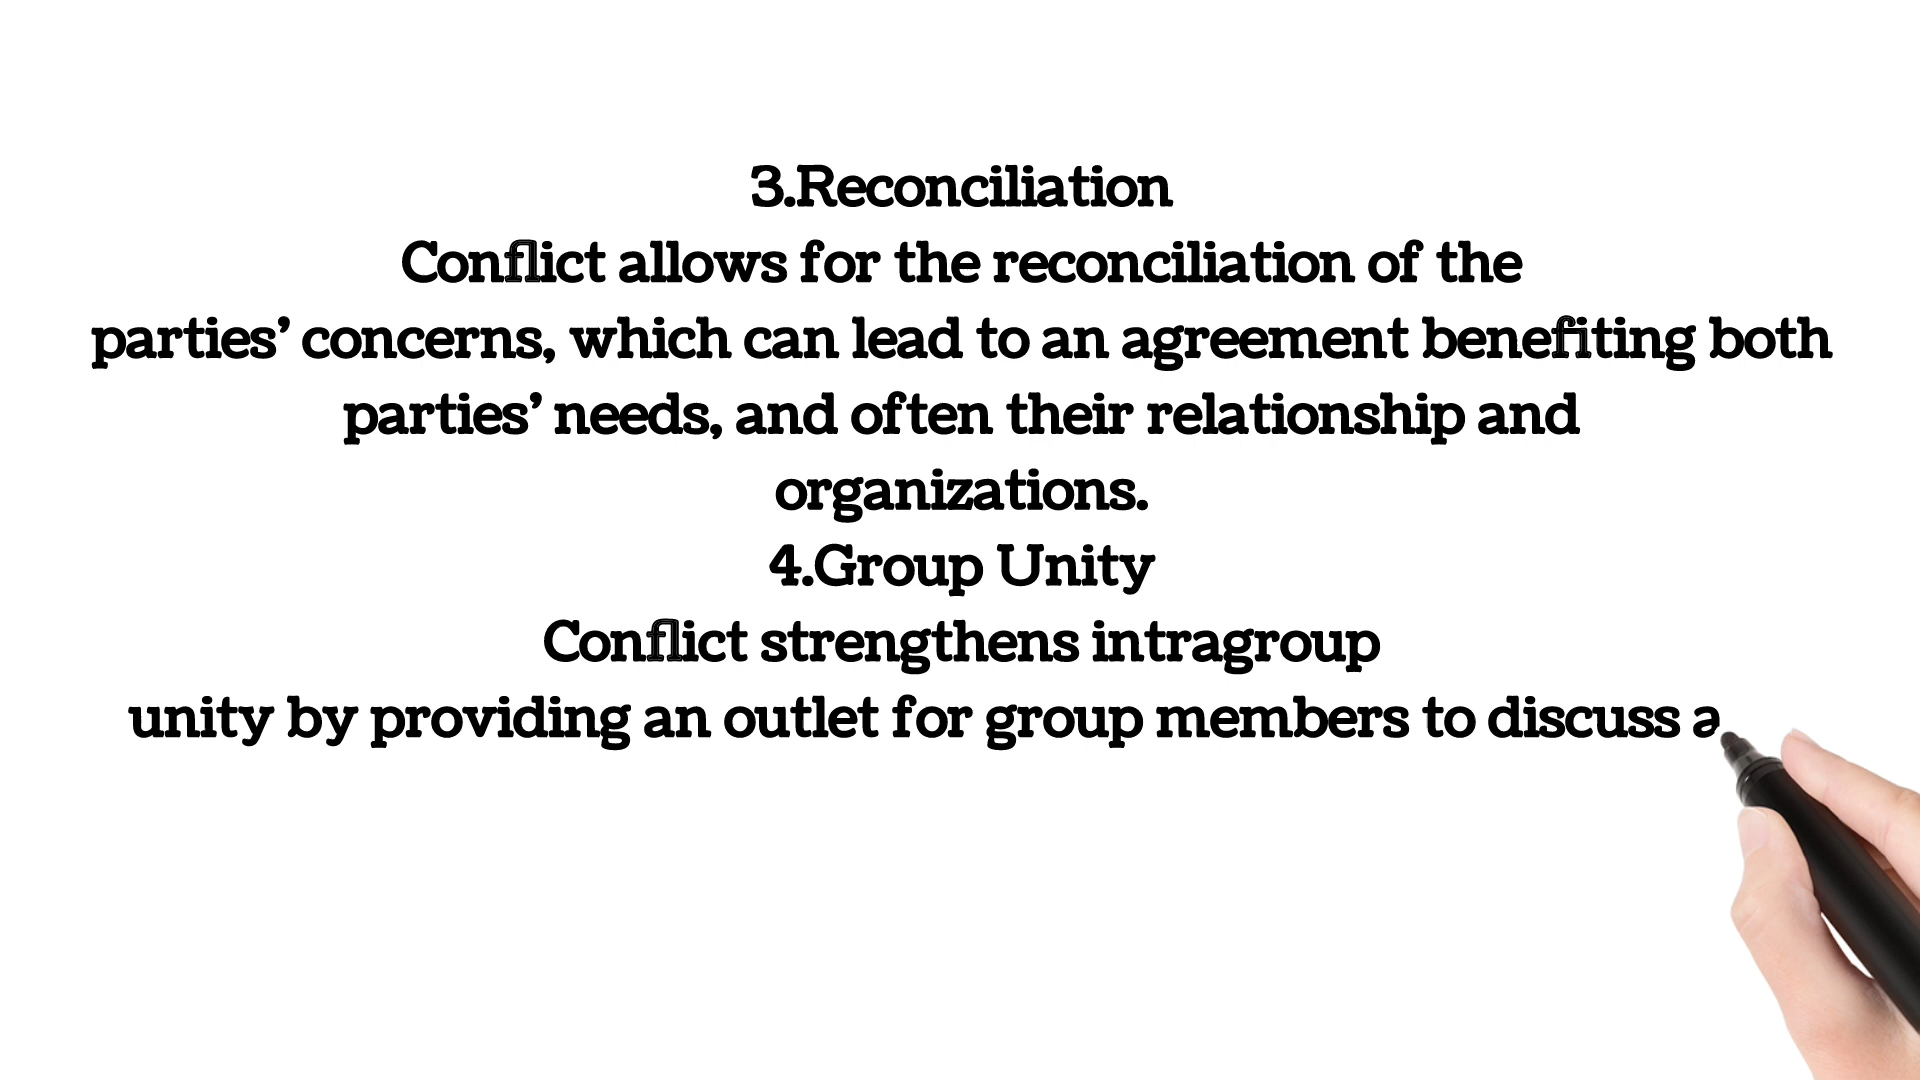 3.Reconciliation
Conflict allows for the reconciliation of the
parties’ concerns, which can lead to an agreement benefiting both
parties’ needs, and often their relationship and
organizations.
4.Group Unity
Conflict strengthens intragroup
unity by providing an outlet for group members to discuss a